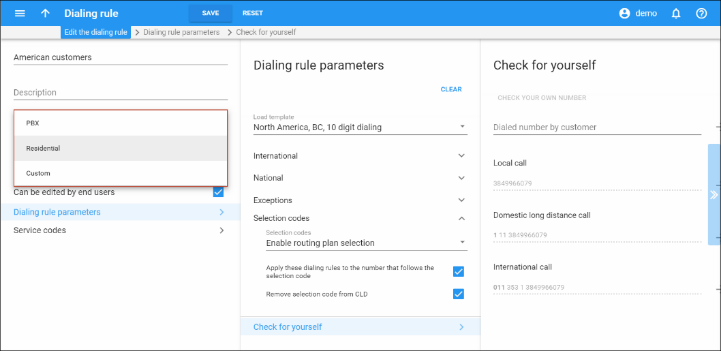 Dialing rule
SAVE
RESET
demo
Edit the dialing rule
Dialing rule parameters
Check for yourself
American customers
Description
PBX
Residential
Custom
Can be edited by end users
Dialing rule parameters
Service codes
Dialing rule parameters
CLEAR
Load template
North America, BC, 10 digit dialing
International
National
Exceptions
Selection codes
Selection codes
Enable routing plan selection
Apply these dialing rules to the number that follows the
selection code
Remove selection code from CLD
Check for yourself
Check for yourself
CHECK YOUR OWN NUMBER
Dialed number by customer
Local call
3849966079
Domestic long distance call
1 11 3849966079
International call
011 353 1 3849966079